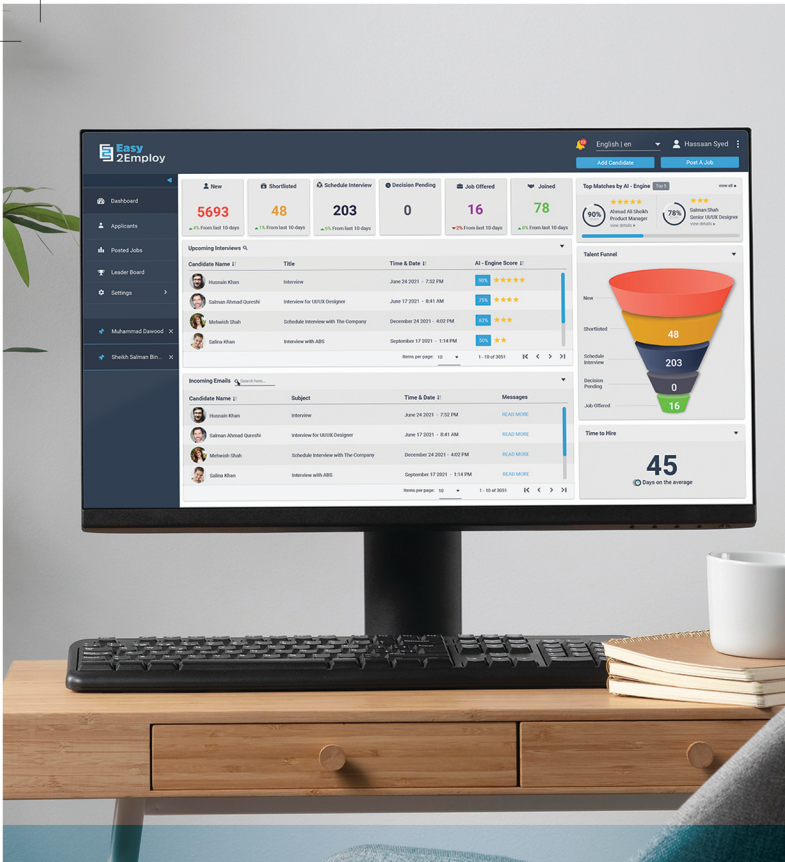 Easy
2Employ
English | en
Hassaan Syed
Add Candidate
Post A Job
Dashboard
Applicants
Posted Jobs
Leader Board
Settings
Muhammad Dawood
Sheikh Salman Bin...
New
5693
4% From last 10 days
Shortlisted
48
1% From last 10 days
Schedule Interview
203
From last 10 days
Decision Pending
0
Job Offered
16
2% From last 10 days
Joined
78
From last 10 days
Top Matches by AI - Engine Top 5
view all
90%
Ahmad Ali Sheikh
Product Manager
view details
78%
Salman Shah
Senior UI/UX Designer
view details
Upcoming Interviews
Candidate Name Title Time & Date AI - Engine Score
Husnain Khan Interview June 24 2021 - 7:52 PM 90%
Salman Ahmad Qureshi Interview for UI/UX Designer June 17 2021 - 8:41 AM
Mehwish Shah Schedule Interview with The Company December 24 2021 - 4:02 PM
Salina Khan Interview with ABS September 17 2021 - 1:14 PM 50%
Items per page: 10 1 - 10 of 3051
Incoming Emails Search here...
Candidate Name Subject Time & Date Messages
Husnain Khan Interview June 24 2021 - 7:52 PM READ MORE
Salman Ahmad Qureshi Interview for UI/UX Designer June 17 2021 - 8:41 AM READ MORE
Mehwish Shah Schedule Interview with The Company December 24 2021 - 4:02 PM READ MORE
Salina Khan Interview with ABS September 17 2021 - 1:14 PM READ MORE
Items per page: 10 1 - 10 of 3051
Talent Funnel
New
Shortlisted
48
Schedule
Interview
203
Decision
Pending
0
Job Offered
16
Time to Hire
45
Days on the average